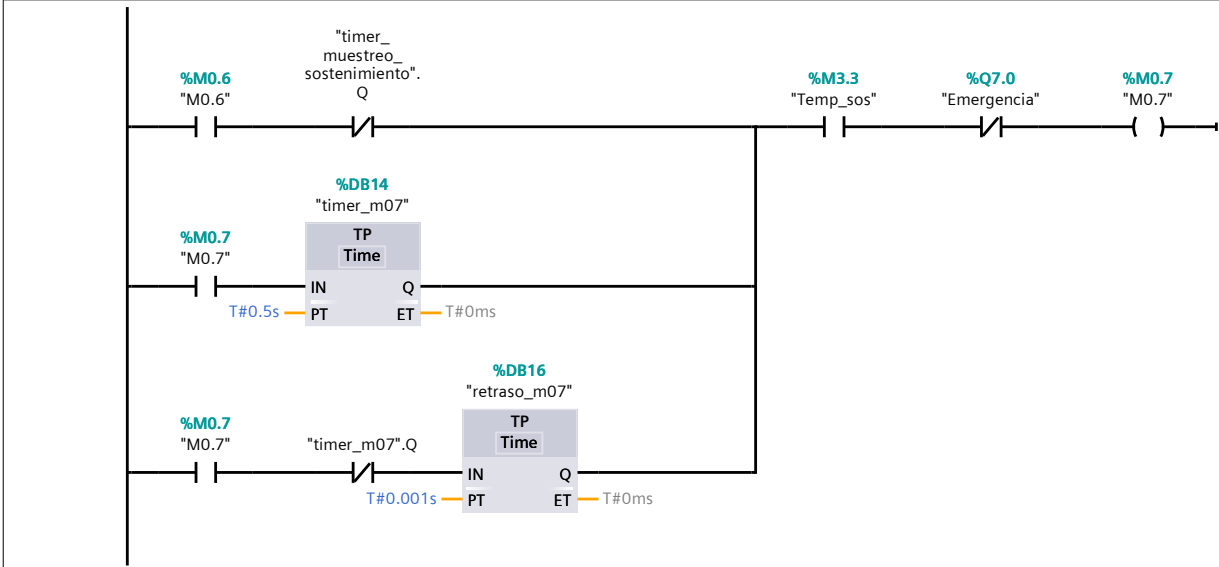 "timer_
muestreo_
sostenimiento".
Q
%M0.6
"M0.6"
%M3.3
"Temp_sos"
%Q7.0
"Emergencia"
%M0.7
"M0.7"
%DB14
"timer_m07"
TP
Time
%M0.7
"M0.7"
IN Q
T#0.5s PT ET T#0ms
%DB16
"retraso_m07"
TP
Time
%M0.7
"M0.7"
"timer_m07".Q
IN Q
T#0.001s PT ET T#0ms